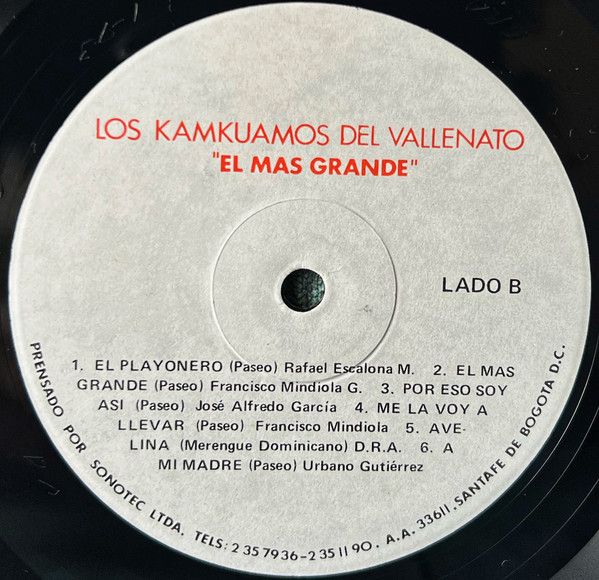 LOS KAMKUAMOS DEL VALLENATO
"EL MAS GRANDE"
LADO B
1. EL PLAYONERO (Paseo) Rafael Escalona M. 2. EL MAS
GRANDE (Paseo) Francisco Mindiola G. 3. POR ESO SOY
ASI (Paseo) José Alfredo García 4. ME LA VOY A
LLEVAR (Paseo) Francisco Mindiola 5. AVE-
LINA (Merengue Dominicano) D.R.A. 6. A
MI MADRE (Paseo) Urbano Gutiérrez
PRENSADO POR SONOTEC LTDA. TELS: 2 35 79 36 - 2 35 11 90. A.A. 33611. SANTAFE DE BOGOTA D.C.